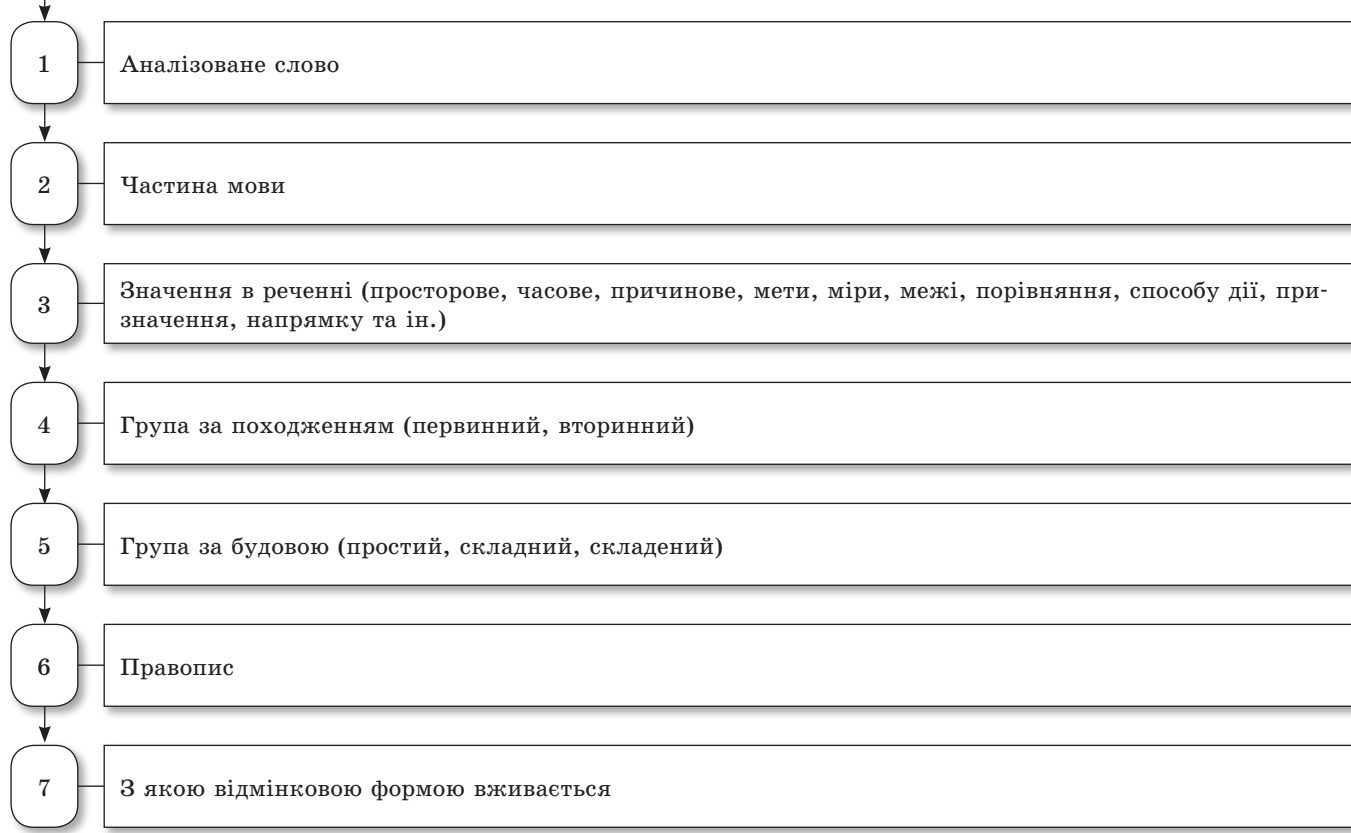 1 Аналізоване слово
2 Частина мови
3 Значення в реченні (просторове, часове, причинове, мети, міри, межі, порівняння, способу дії, при-
значення, напрямку та ін.)
4 Група за походженням (первинний, вторинний)
5 Група за будовою (простий, складний, складений)
6 Правопис
7 З якою відмінковою формою вживається